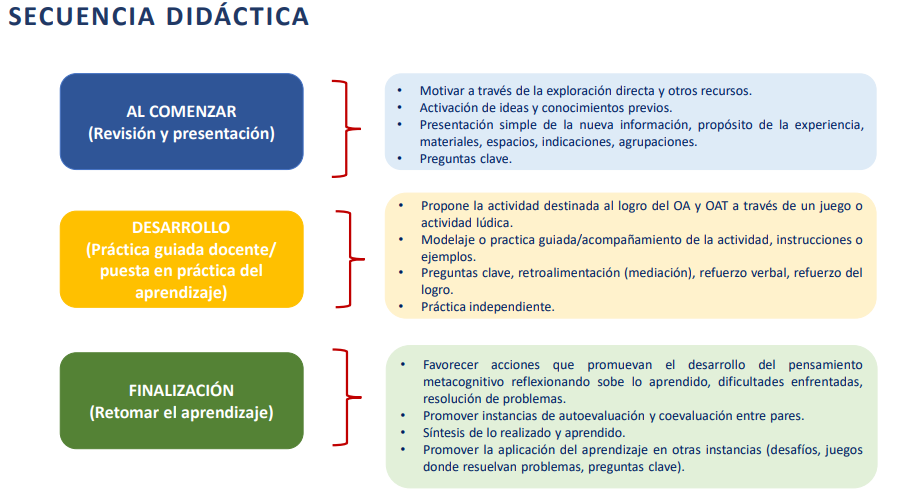 SECUENCIA DIDÁCTICA
AL COMENZAR
(Revisión y presentación)
• Motivar a través de la exploración directa y otros recursos.
• Activación de ideas y conocimientos previos.
• Presentación simple de la nueva información, propósito de la experiencia,
materiales, espacios, indicaciones, agrupaciones.
• Preguntas clave.
DESARROLLO
(Práctica guiada docente/
puesta en práctica del
aprendizaje)
• Propone la actividad destinada al logro del OA y OAT a través de un juego o
actividad lúdica.
• Modelaje o practica guiada/acompañamiento de la actividad, instrucciones o
ejemplos.
• Preguntas clave, retroalimentación (mediación), refuerzo verbal, refuerzo del
logro.
• Práctica independiente.
FINALIZACIÓN
(Retomar el aprendizaje)
• Favorecer acciones que promuevan el desarrollo del pensamiento
metacognitivo reflexionando sobe lo aprendido, dificultades enfrentadas,
resolución de problemas.
• Promover instancias de autoevaluación y coevaluación entre pares.
• Síntesis de lo realizado y aprendido.
• Promover la aplicación del aprendizaje en otras instancias (desafíos, juegos
donde resuelvan problemas, preguntas clave).